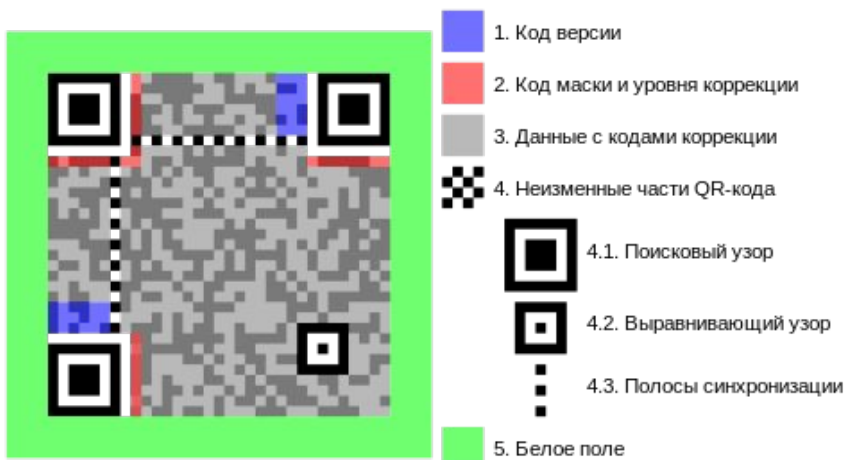 1. Код версии
2. Код маски и уровня коррекции
3. Данные с кодами коррекции
4. Неизменные части QR-кода
4.1. Поисковый узор
4.2. Выравнивающий узор
4.3. Полосы синхронизации
5. Белое поле